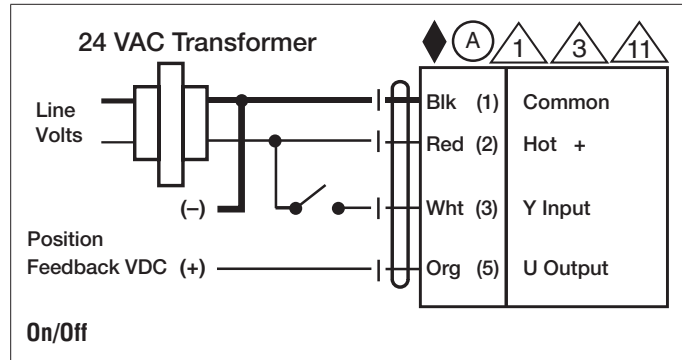 24 VAC Transformer
A 1 3 11
Line
Volts
Blk (1) Common
Red (2) Hot +
(–)
Wht (3) Y Input
Position
Feedback VDC (+)
Org (5) U Output
On/Off